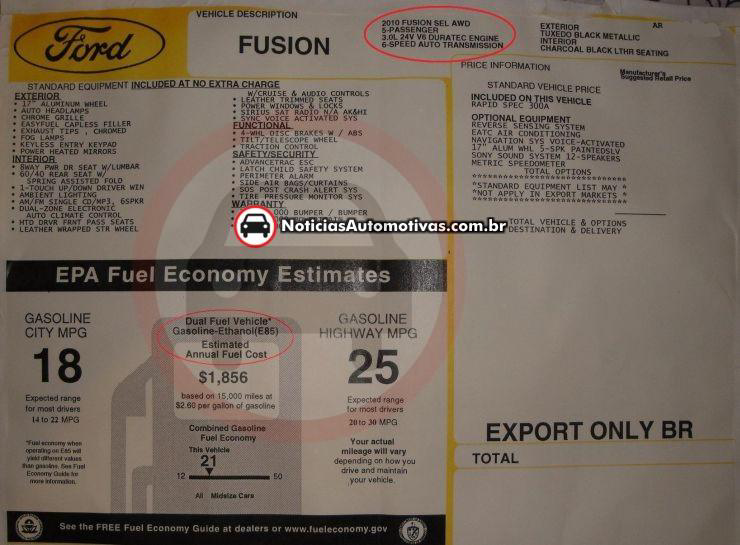 Ford
VEHICLE DESCRIPTION
FUSION
2010 FUSION SEL AWD
5-PASSENGER
3.0L 24V V6 DURATEC ENGINE
6-SPEED AUTO TRANSMISSION
AR
EXTERIOR
TUXEDO BLACK METALLIC
INTERIOR
CHARCOAL BLACK LTHR SEATING
STANDARD EQUIPMENT INCLUDED AT NO EXTRA CHARGE
EXTERIOR
• 17" ALUMINUM WHEEL
• AUTO HEADLAMPS
• CHROME GRILLE
• EASYFUEL CAPLESS FILLER
• EXHAUST TIPS , CHROMED
• FOG LAMPS
• KEYLESS ENTRY KEYPAD
• POWER HEATED MIRRORS
INTERIOR
• 8WAY PWR DR SEAT W/LUMBAR
• 60/40 REAR SEAT W/
SPRING ASSISTED FOLD
• 1-TOUCH UP/DOWN DRIVER WIN
• AMBIENT LIGHTING
• AM/FM SINGLE CD/MP3, 6SPKR
• DUAL-ZONE ELECTRONIC
AUTO CLIMATE CONTROL
• HTD DRVR FRNT PASS SEATS
• LEATHER WRAPPED STR WHEEL
W/CRUISE & AUDIO CONTROLS
• LEATHER TRIMMED SEATS
• POWER WINDOWS & LOCKS
• SIRIUS SAT RADIO N/A AK&HI
• SYNC VOICE ACTIVATED SYS
FUNCTIONAL
• 4-WHL DISC BRAKES W / ABS
• TILT/TELESCOPE WHEEL
• TRACTION CONTROL
SAFETY/SECURITY
• ADVANCETRAC ESC
• LATCH CHILD SAFETY SYSTEM
• PERIMETER ALARM
• SIDE AIR BAGS/CURTAINS
• SOS POST CRASH ALERT SYS
• TIRE PRESSURE MONITOR SYS
WARRANTY
000 BUMPER / BUMPER
PRICE INFORMATION
Manufacturer's
Suggested Retail Price
STANDARD VEHICLE PRICE
INCLUDED ON THIS VEHICLE
RAPID SPEC 300A
OPTIONAL EQUIPMENT
REVERSE SENSING SYSTEM
EATC AIR CONDITIONING
NAVIGATION SYS VOICE-ACTIVATED
17" ALUM WHL 5-SPK PAINTEDSLV
SONY SOUND SYSTEM 12-SPEAKERS
METRIC SPEEDOMETER
TOTAL OPTIONS
*STANDARD EQUIPMENT LIST MAY *
*NOT APPLY IN EXPORT MARKETS *
TOTAL VEHICLE & OPTIONS
DESTINATION & DELIVERY
NoticiasAutomotivas.com.br
EPA Fuel Economy Estimates
GASOLINE
CITY MPG
18
Expected range
for most drivers
14 to 22 MPG
*Fuel economy when
operating on E85 will
yield different values
than gasoline. See Fuel
Economy Guide for
more information.
Dual Fuel Vehicle*
Gasoline-Ethanol(E85)
Estimated
Annual Fuel Cost
$1,856
based on 15,000 miles at
$2.60 per gallon of gasoline
Combined Gasoline
Fuel Economy
This Vehicle
21
12 50
All Midsize Cars
GASOLINE
HIGHWAY MPG
25
Expected range
for most drivers
20 to 30 MPG
Your actual
mileage will vary
depending on how you
drive and maintain
your vehicle.
EXPORT ONLY BR
TOTAL
See the FREE Fuel Economy Guide at dealers or www.fueleconomy.gov